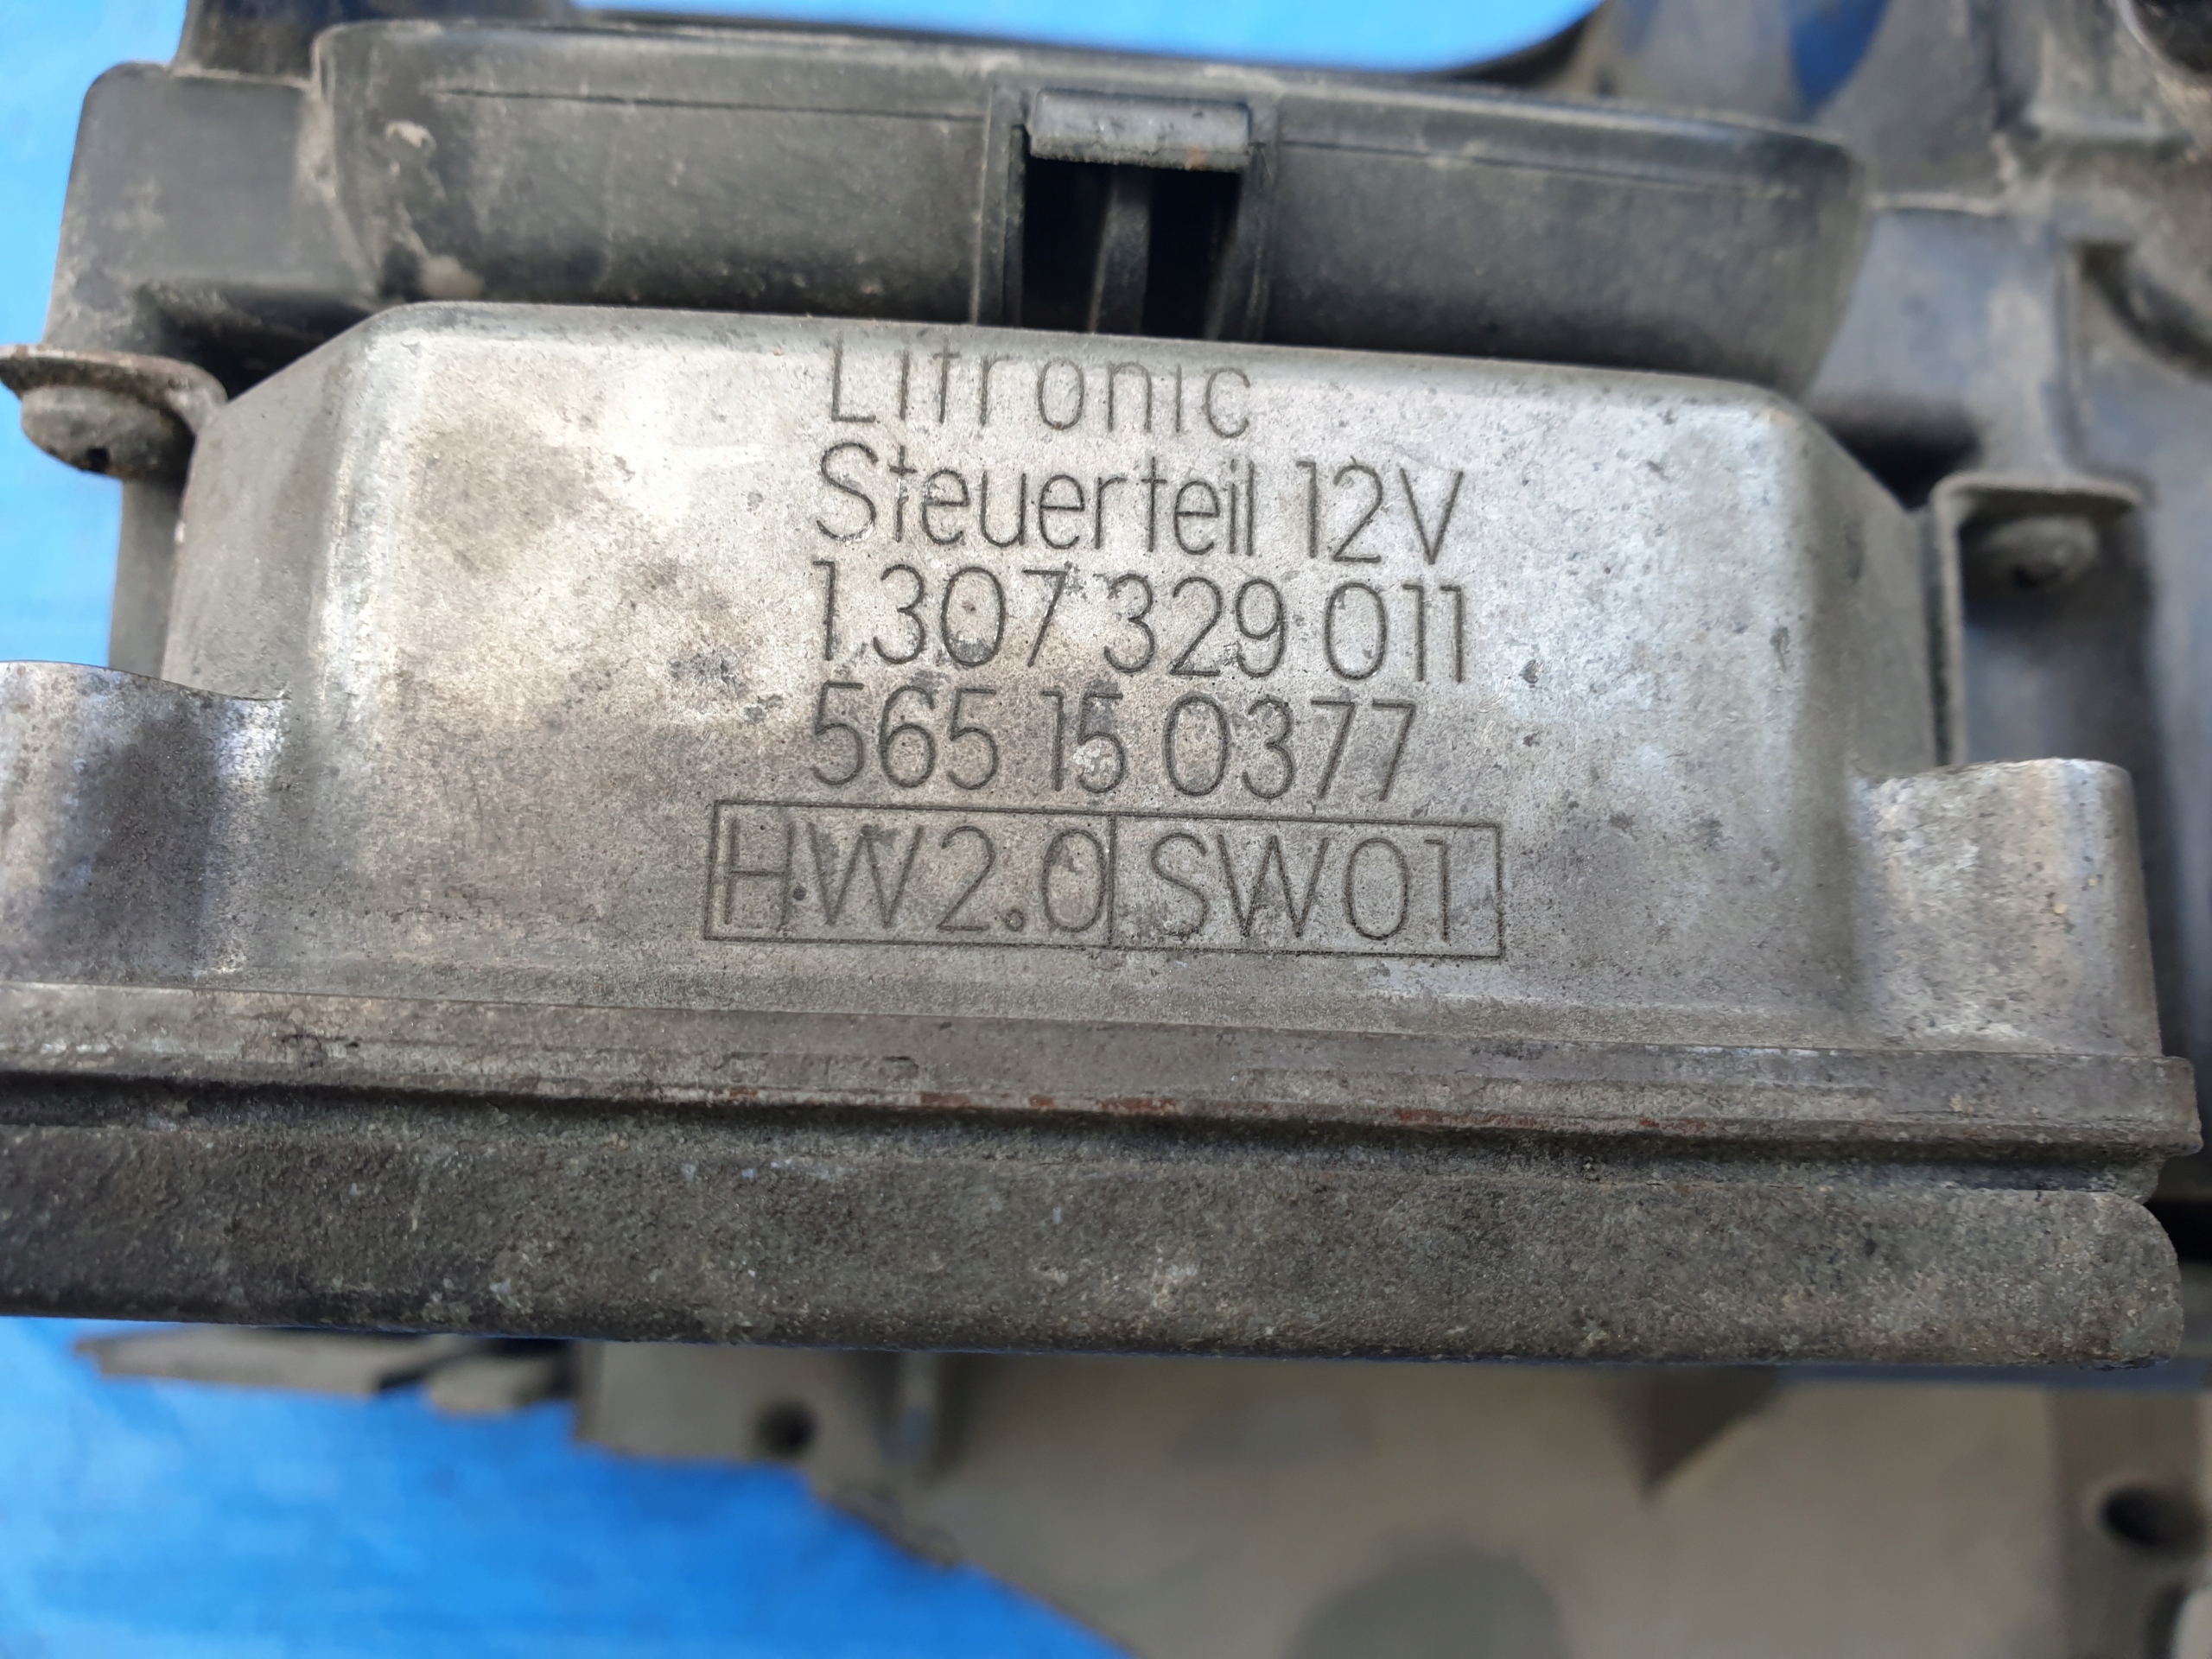 Litronic
Steuerteil 12V
1 307 329 011
565 15 0377
HW2.0 SW01